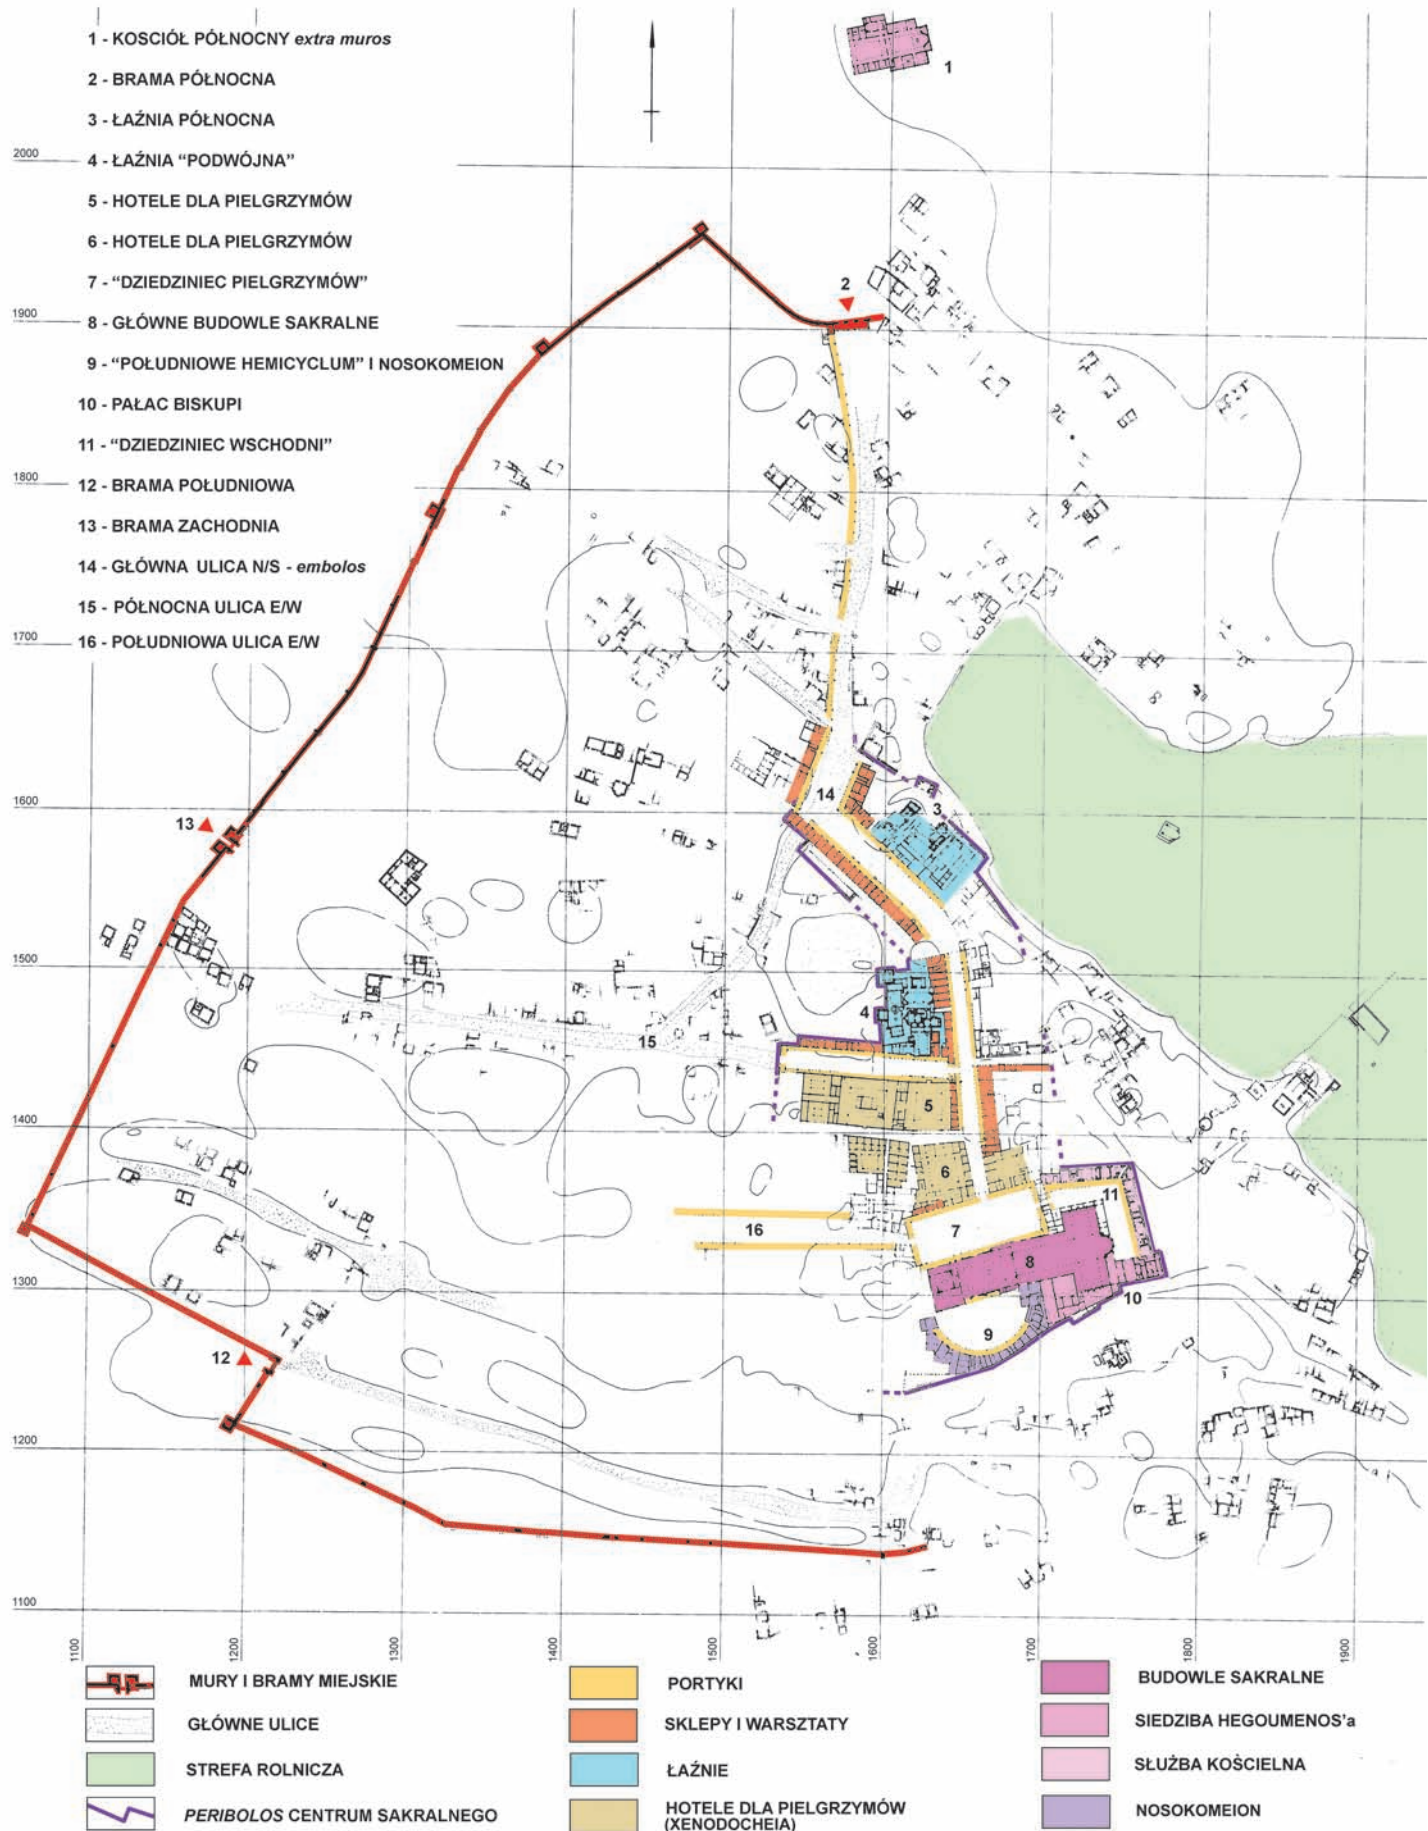 1 - KOSCIÓŁ PÓŁNOCNY extra muros
2 - BRAMA PÓŁNOCNA
3 - ŁAŹNIA PÓŁNOCNA
4 - ŁAŹNIA “PODWÓJNA”
5 - HOTELE DLA PIELGRZYMÓW
6 - HOTELE DLA PIELGRZYMÓW
7 - “DZIEDZINIEC PIELGRZYMÓW”
8 - GŁÓWNE BUDOWLE SAKRALNE
9 - “POŁUDNIOWE HEMICYCLUM” I NOSOKOMEION
10 - PAŁAC BISKUPI
11 - “DZIEDZINIEC WSCHODNI”
12 - BRAMA POŁUDNIOWA
13 - BRAMA ZACHODNIA
14 - GŁÓWNA ULICA N/S - embolos
15 - PÓŁNOCNA ULICA E/W
16 - POŁUDNIOWA ULICA E/W
2000
1900
1800
1700
1600
1500
1400
1300
1200
1100
1
2
13
14
3
4
15
5
6
11
16
7
8
10
9
12
1100
1200
1300
1400
1500
1600
1700
1800
1900
MURY I BRAMY MIEJSKIE
GŁÓWNE ULICE
STREFA ROLNICZA
PERIBOLOS CENTRUM SAKRALNEGO
PORTYKI
SKLEPY I WARSZTATY
ŁAŹNIE
HOTELE DLA PIELGRZYMÓW
(XENODOCHEIA)
BUDOWLE SAKRALNE
SIEDZIBA HEGOUMENOS’a
SŁUŻBA KOŚCIELNA
NOSOKOMEION